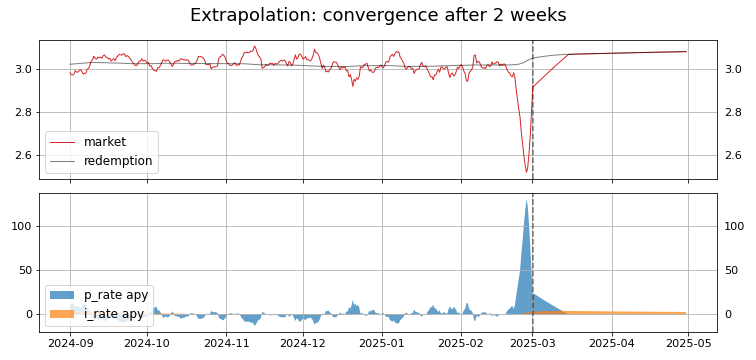 Extrapolation: convergence after 2 weeks
3.0
2.8
2.6
3.0
2.8
2.6
market
redemption
100
50
0
100
50
0
p_rate apy
i_rate apy
2024-09 2024-10 2024-11 2024-12 2025-01 2025-02 2025-03 2025-04 2025-05